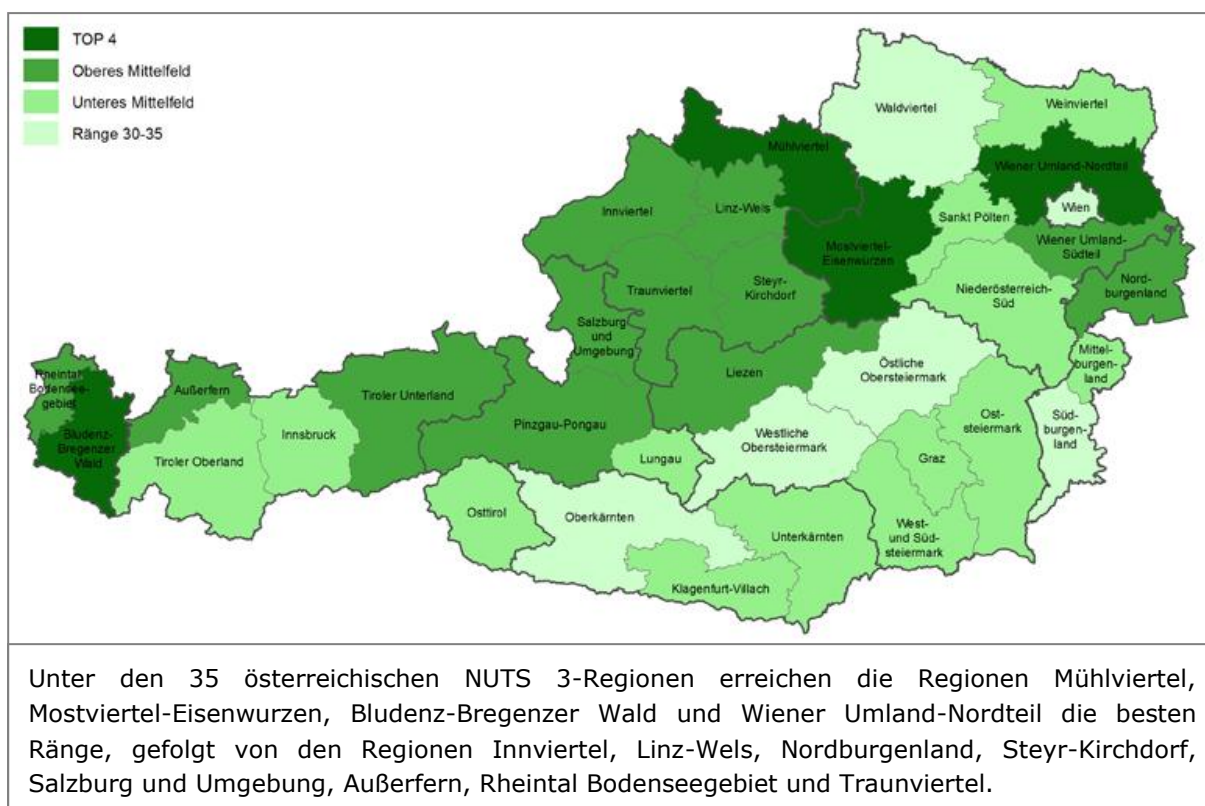 TOP 4
Oberes Mittelfeld
Unteres Mittelfeld
Ränge 30-35
Waldviertel
Weinviertel
Mühlviertel
Wiener Umland-Nordteil
Innviertel
Linz-Wels
Sankt Pölten
Wien
Mostviertel-
Eisenwurzen
Wiener Umland-
Südteil
Traunviertel
Steyr-
Kirchdorf
Niederösterreich-
Süd
Nord-
burgenland
Salzburg
und
Umgebung
Rheintal
Bodensee-
gebiet
Außerfern
Tiroler Unterland
Liezen
Östliche
Obersteiermark
Mittel-
burgen-
land
Bludenz-
Bregenzer
Wald
Tiroler Oberland
Innsbruck
Pinzgau-Pongau
Lungau
Westliche
Obersteiermark
Ost-
steiermark
Graz
Süd-
burgen-
land
Osttirol
Oberkärnten
Unterkärnten
West-
und Süd-
steiermark
Klagenfurt-Villach
Unter den 35 österreichischen NUTS 3-Regionen erreichen die Regionen Mühlviertel,
Mostviertel-Eisenwurzen, Bludenz-Bregenzer Wald und Wiener Umland-Nordteil die besten
Ränge, gefolgt von den Regionen Innviertel, Linz-Wels, Nordburgenland, Steyr-Kirchdorf,
Salzburg und Umgebung, Außerfern, Rheintal Bodenseegebiet und Traunviertel.